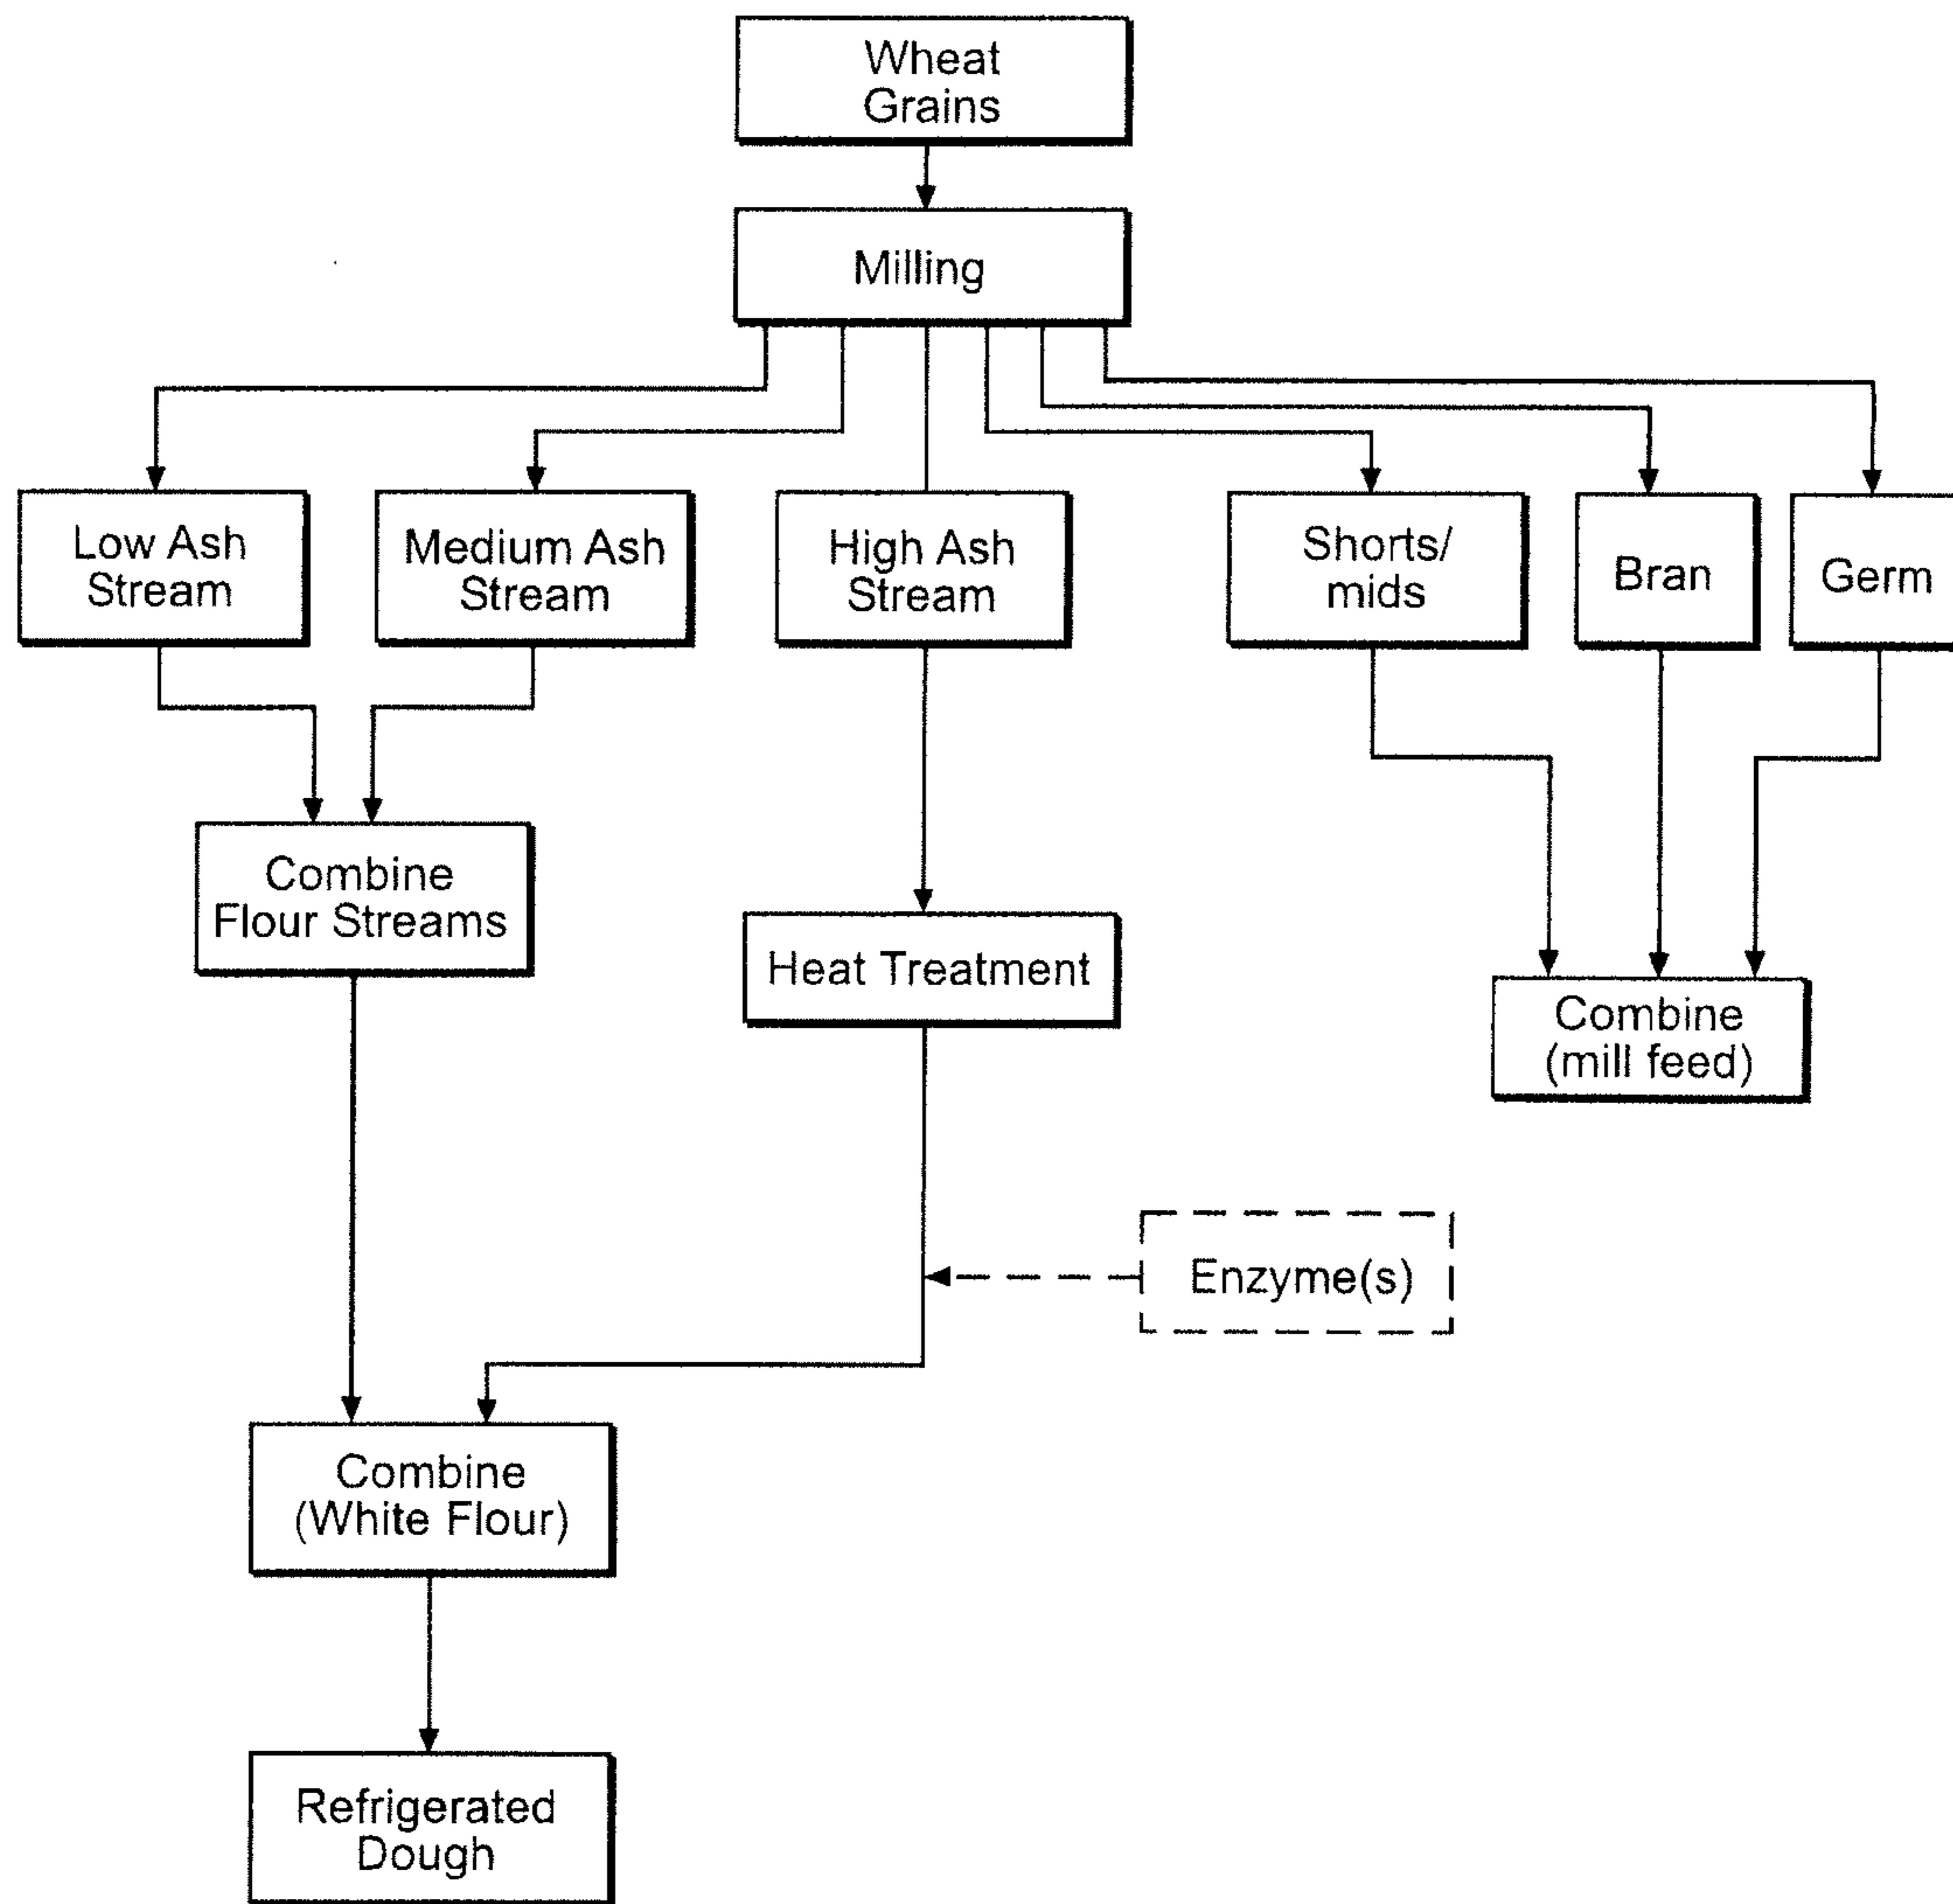 Wheat
Grains
Milling
Low Ash
Stream
Medium Ash
Stream
High Ash
Stream
Shorts/
mids
Bran
Germ
Combine
Flour Streams
Heat Treatment
Combine
(mill feed)
Enzyme(s)
Combine
(White Flour)
Refrigerated
Dough